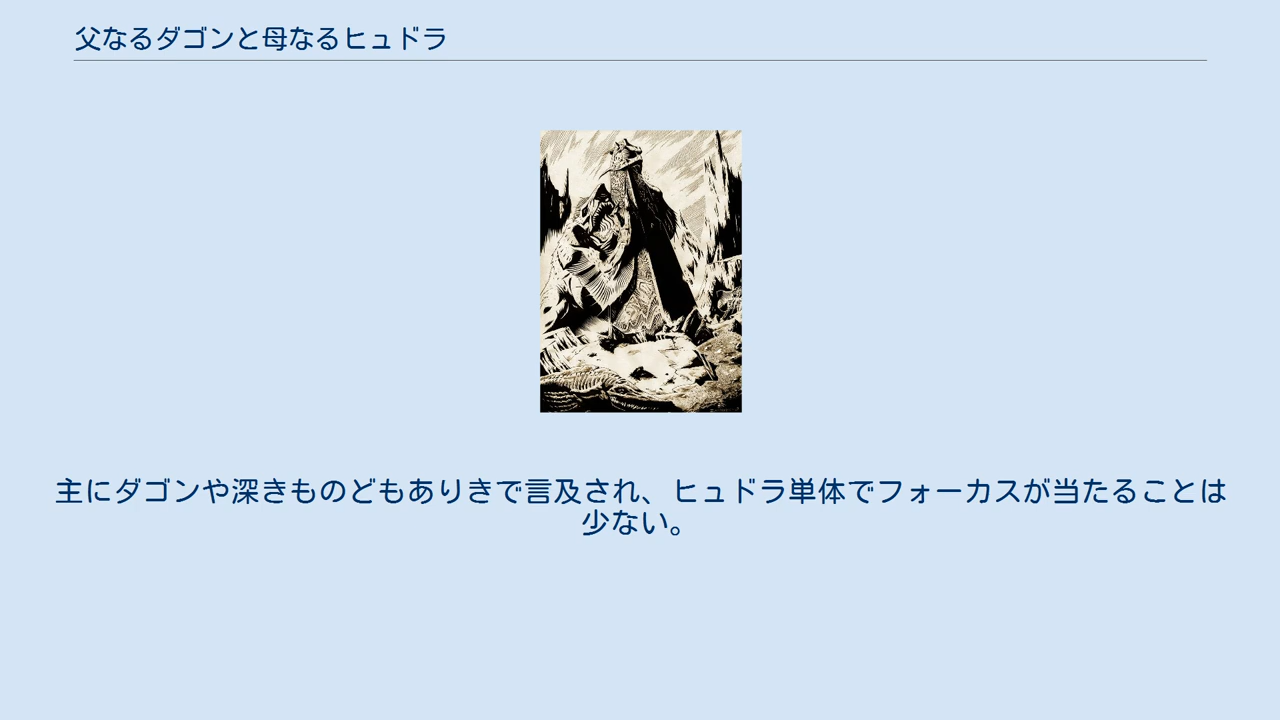 父なるダゴンと母なるヒュドラ
主にダゴンや深きものどもありきで言及され、ヒュドラ単体でフォーカスが当たることは
少ない。